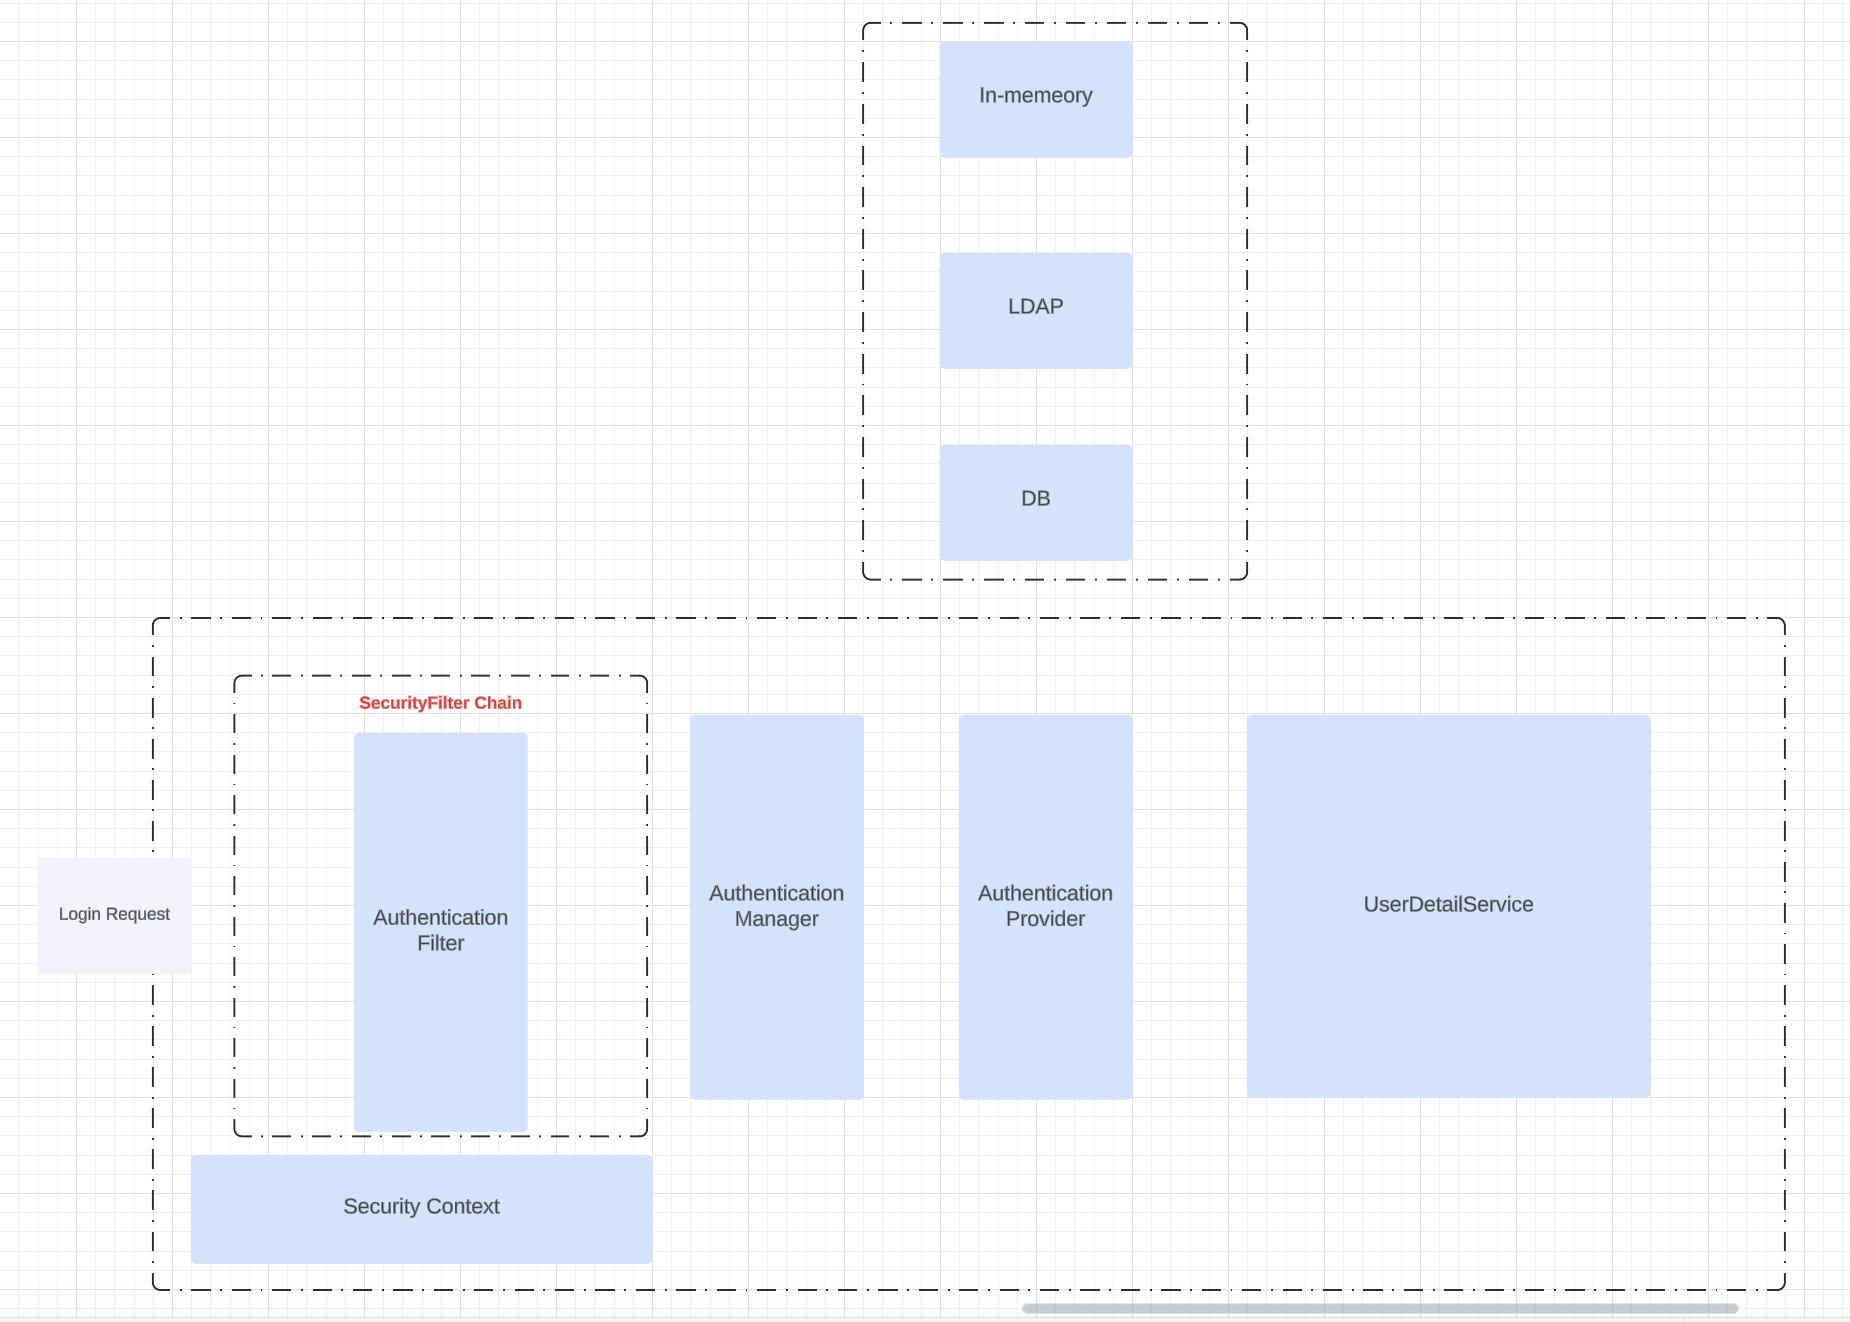 In-memeory
LDAP
DB
SecurityFilter Chain
Login Request
Authentication
Filter
Authentication
Manager
Authentication
Provider
UserDetailService
Security Context